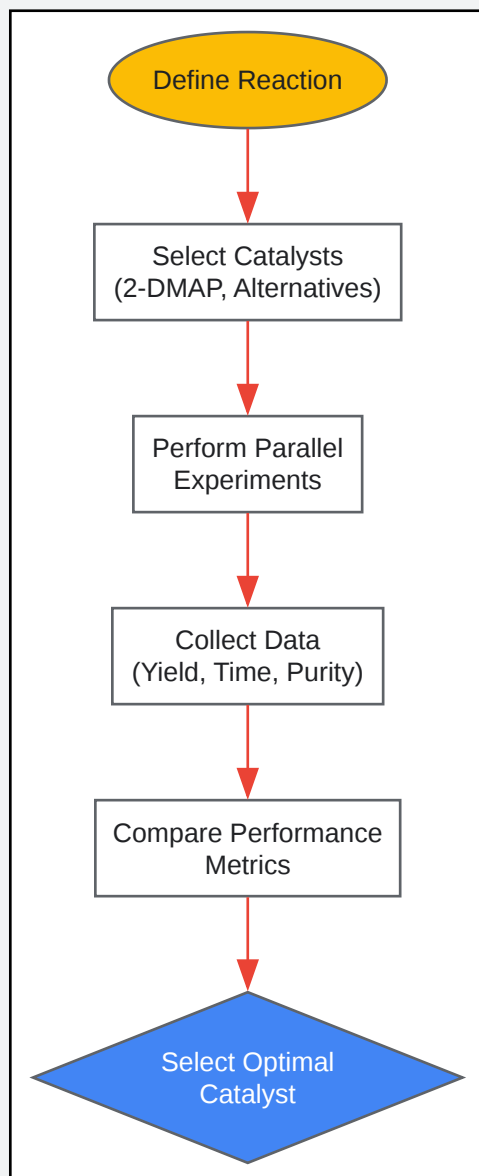 Define Reaction
Select Catalysts
(2-DMAP, Alternatives)
Perform Parallel
Experiments
Collect Data
(Yield, Time, Purity)
Compare Performance
Metrics
Select Optimal
Catalyst